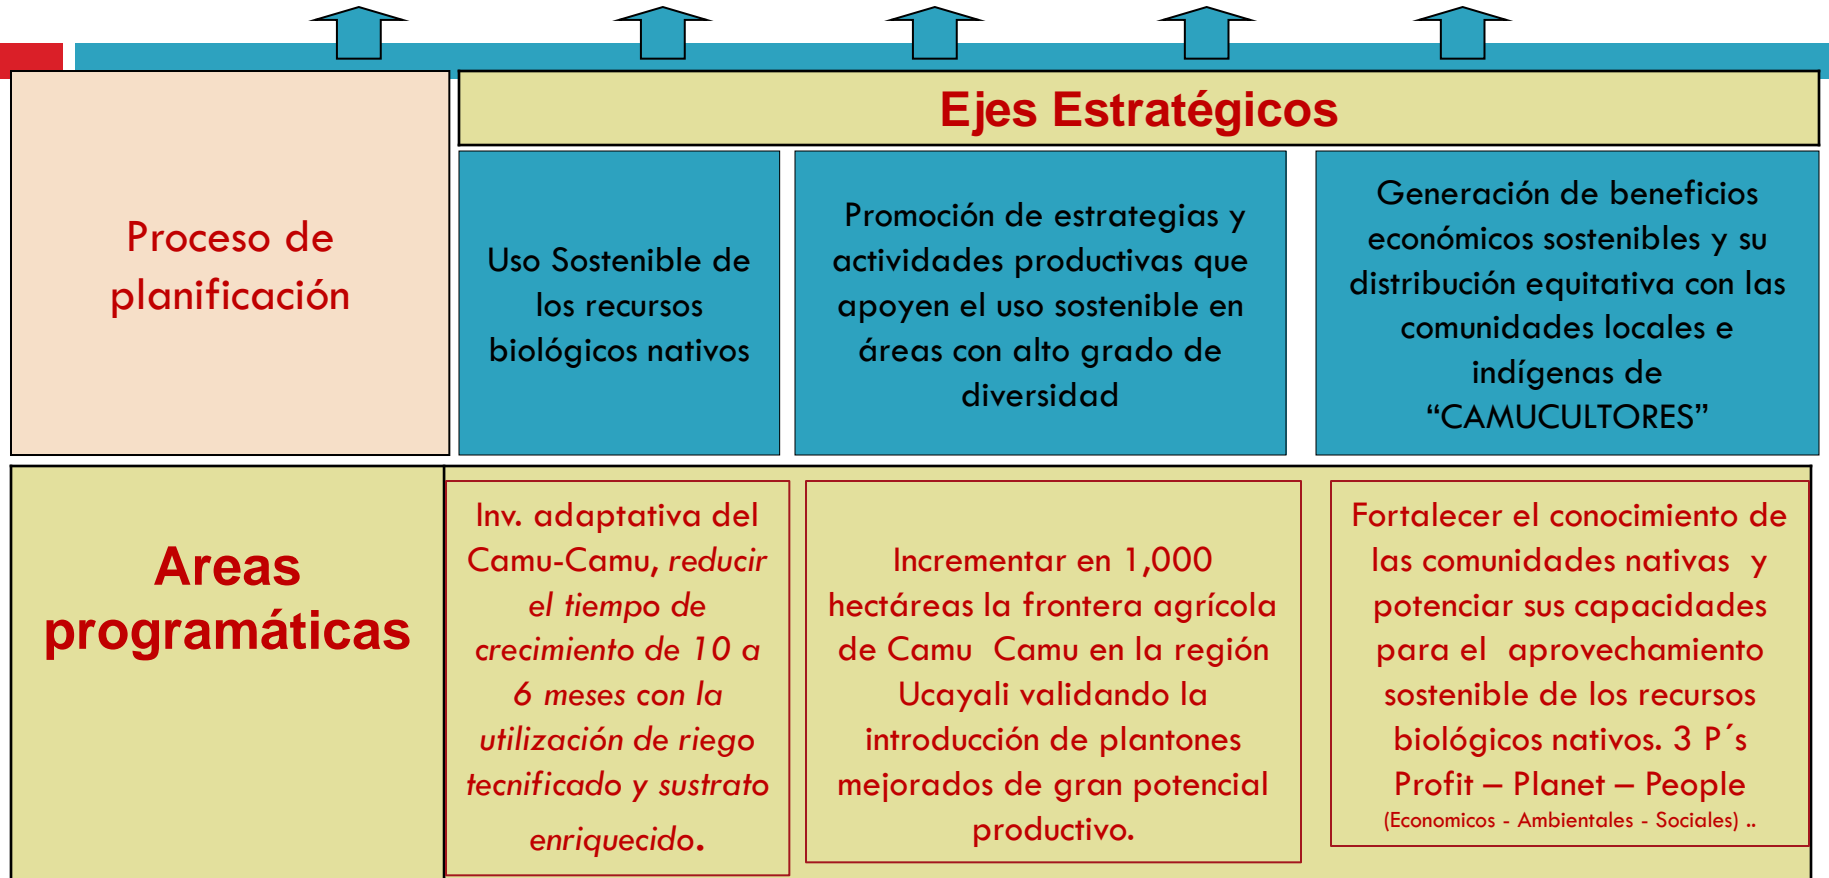 Ejes Estratégicos
Proceso de
planificación
Uso Sostenible de
los recursos
biológicos nativos
Promoción de estrategias y
actividades productivas que
apoyen el uso sostenible en
áreas con alto grado de
diversidad
Generación de beneficios
económicos sostenibles y su
distribución equitativa con las
comunidades locales e
indígenas de
“CAMUCULTORES”
Areas
programáticas
Inv. adaptativa del
Camu-Camu, reducir
el tiempo de
crecimiento de 10 a
6 meses con la
utilización de riego
tecnificado y sustrato
enriquecido.
Incrementar en 1,000
hectáreas la frontera agrícola
de Camu Camu en la región
Ucayali validando la
introducción de plantones
mejorados de gran potencial
productivo.
Fortalecer el conocimiento de
las comunidades nativas y
potenciar sus capacidades
para el aprovechamiento
sostenible de los recursos
biológicos nativos. 3 P´s
Profit – Planet – People
(Economicos - Ambientales - Sociales) ..